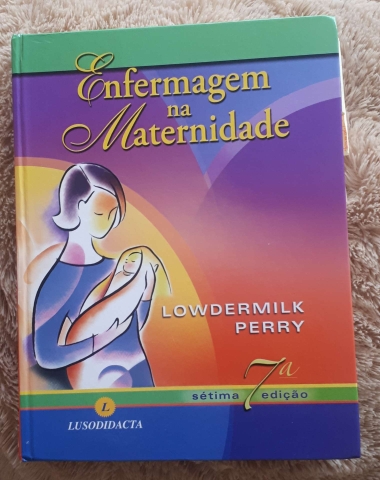 Enfermagem
na
Maternidade
LOWDERMILK
PERRY
sétima 7ª edição
L
LUSODIDACTA